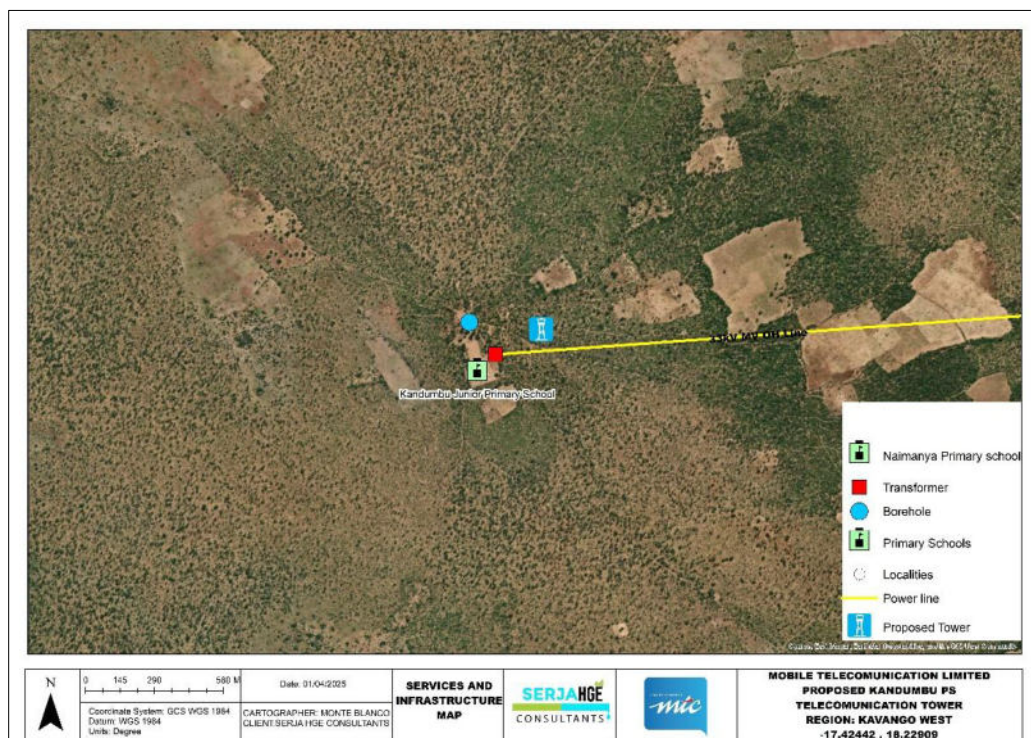 Kandumbu Junior Primary School
Naimanya Primary school
Transformer
Borehole
Primary Schools
Localities
Power line
Proposed Tower
N
0 145 290 580 M
Coordinate System: GCS WGS 1984
Datum: WGS 1984
Units: Degree
Date: 01/04/2025
CARTOGRAPHER: MONTE BLANCO
CLIENT:SERJA HGE CONSULTANTS
SERVICES AND
INFRASTRUCTURE
MAP
SERJAHGE
CONSULTANTS
mtc
MOBILE TELECOMMUNICATION LIMITED
PROPOSED KANDUMBU PS
TELECOMUNICATION TOWER
REGION: KAVANGO WEST
-17.42442 , 18.22909